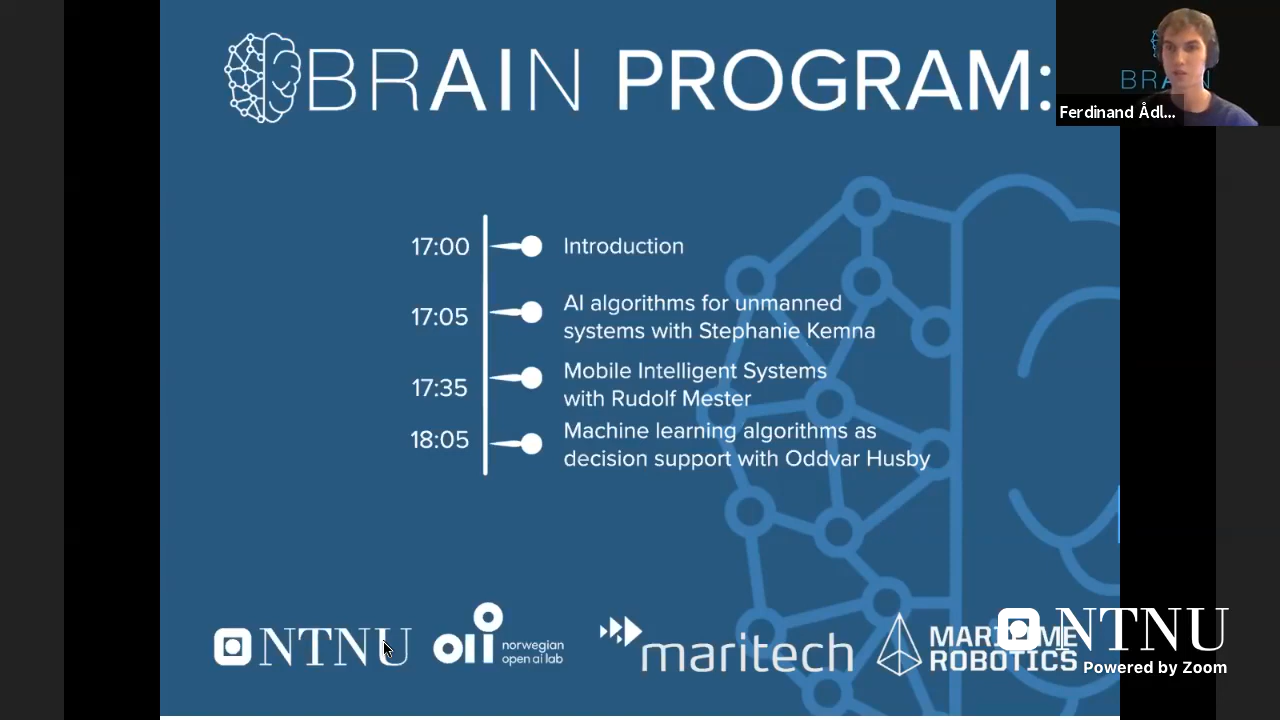 BRAIN PROGRAM:
BRAIN
Ferdinand Ådl...
17:00
Introduction
17:05
AI algorithms for unmanned
systems with Stephanie Kemna
17:35
Mobile Intelligent Systems
with Rudolf Mester
18:05
Machine learning algorithms as
decision support with Oddvar Husby
NTNU
norwegian
open ai lab
maritech
MARITIME
ROBOTICS
NTNU
Powered by Zoom